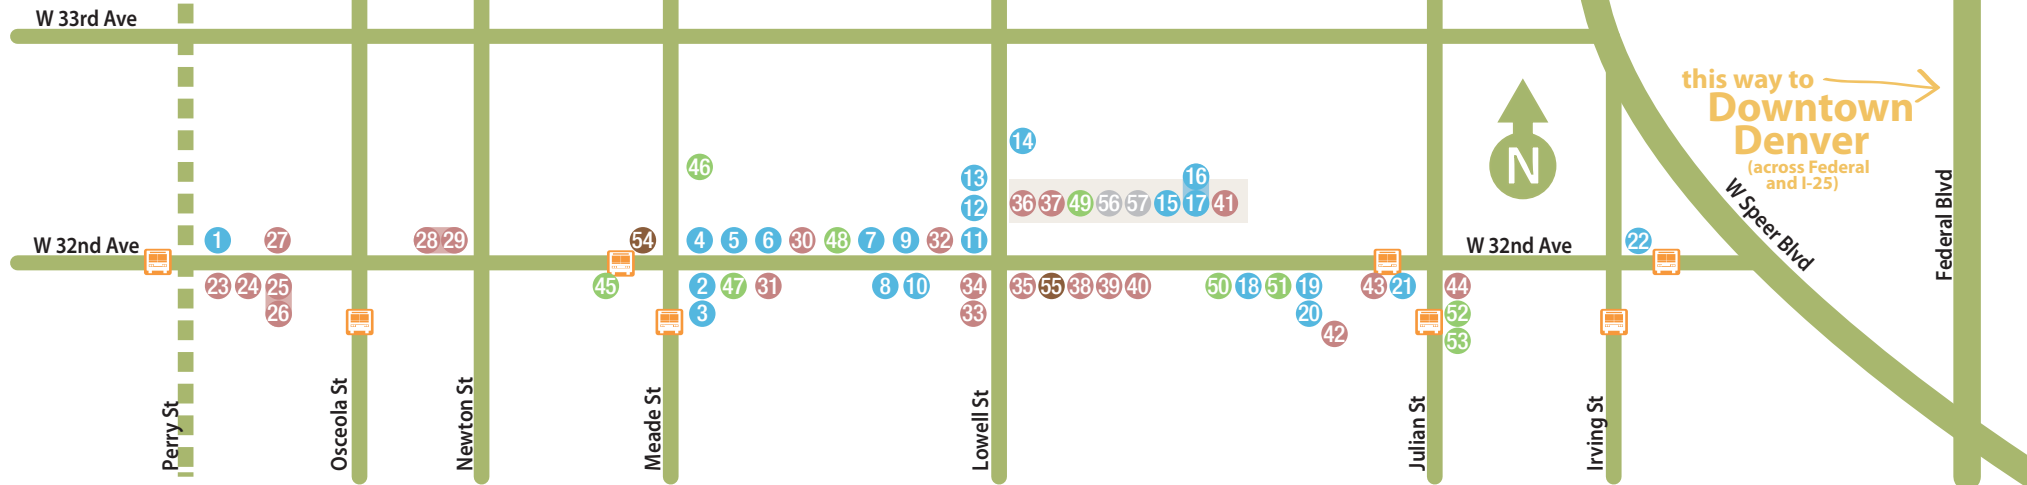 W 33rd Ave
this way to
Downtown
Denver
(across Federal
and I-25)
N
14
46
13
16
12
36 37 49 56 57 15 17 41
W 32nd Ave
1 27 28 29 54 4 5 6 30 48 7 9 32 11
W 32nd Ave
22
W Speer Blvd
Federal Blvd
23 24 25 45 2 47 31 8 10 34 35 55 38 39 40 50 18 51 19 43 21 44
26 3 33 20 52
42
53
Perry St
Osceola St
Newton St
Meade St
Lowell St
Julian St
Irving St